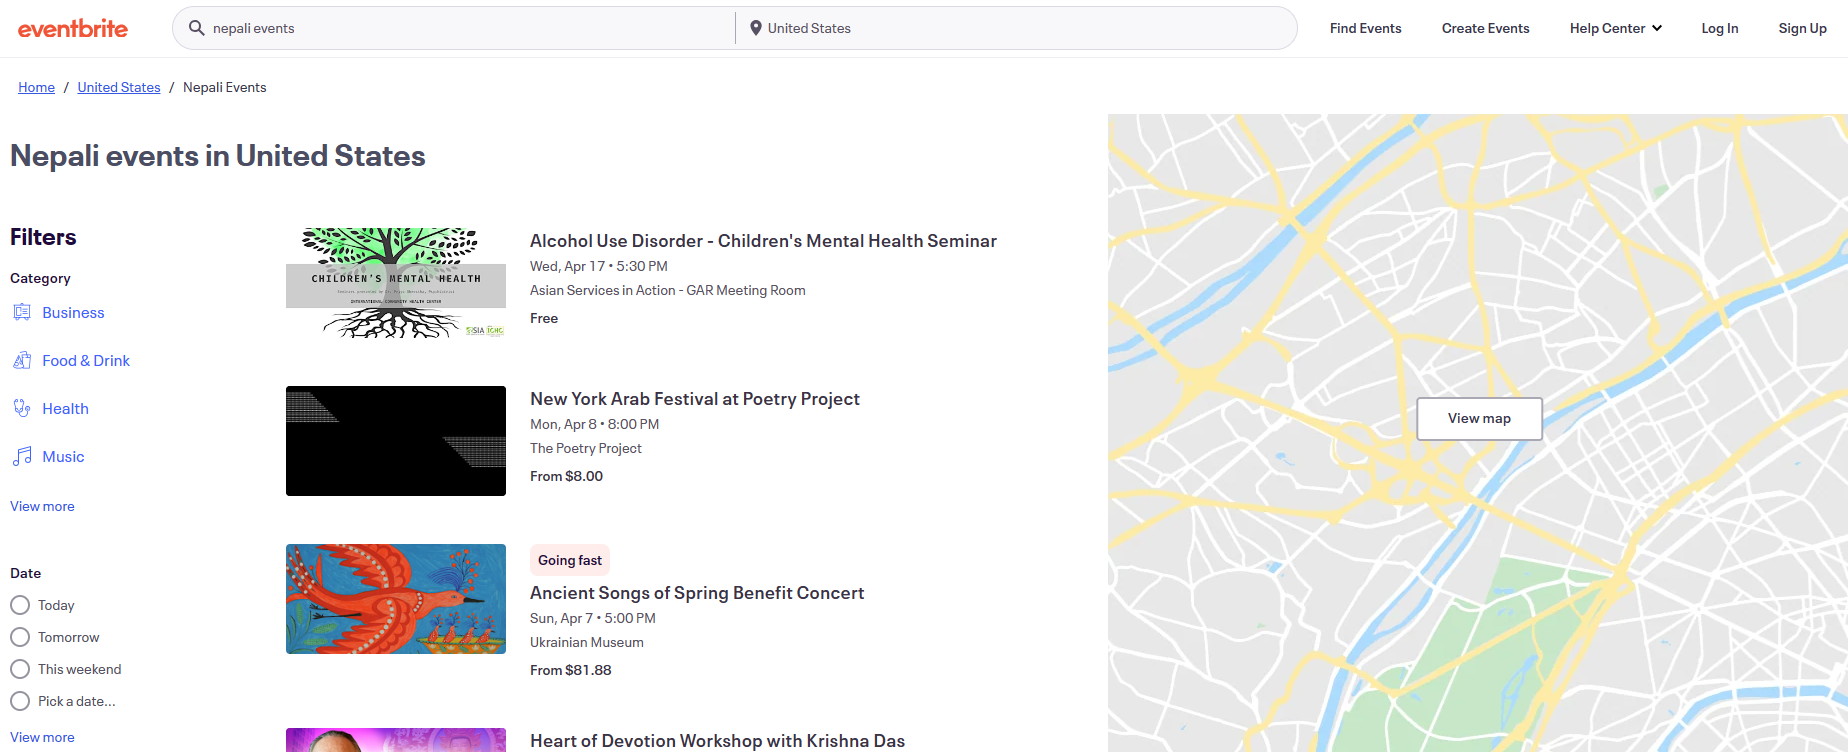 eventbrite
nepali events
United States
Find Events
Create Events
Help Center
Log In
Sign Up
Home / United States / Nepali Events
Nepali events in United States
Filters
Category
Business
Food & Drink
Health
Music
View more
Date
Today
Tomorrow
This weekend
Pick a date...
View more
CHILDREN'S MENTAL HEALTH
INTERNATIONAL COMMUNITY HEALTH CENTER
Alcohol Use Disorder - Children's Mental Health Seminar
Wed, Apr 17 • 5:30 PM
Asian Services in Action - GAR Meeting Room
Free
New York Arab Festival at Poetry Project
Mon, Apr 8 • 8:00 PM
The Poetry Project
From $8.00
Going fast
Ancient Songs of Spring Benefit Concert
Sun, Apr 7 • 5:00 PM
Ukrainian Museum
From $81.88
Heart of Devotion Workshop with Krishna Das
View map